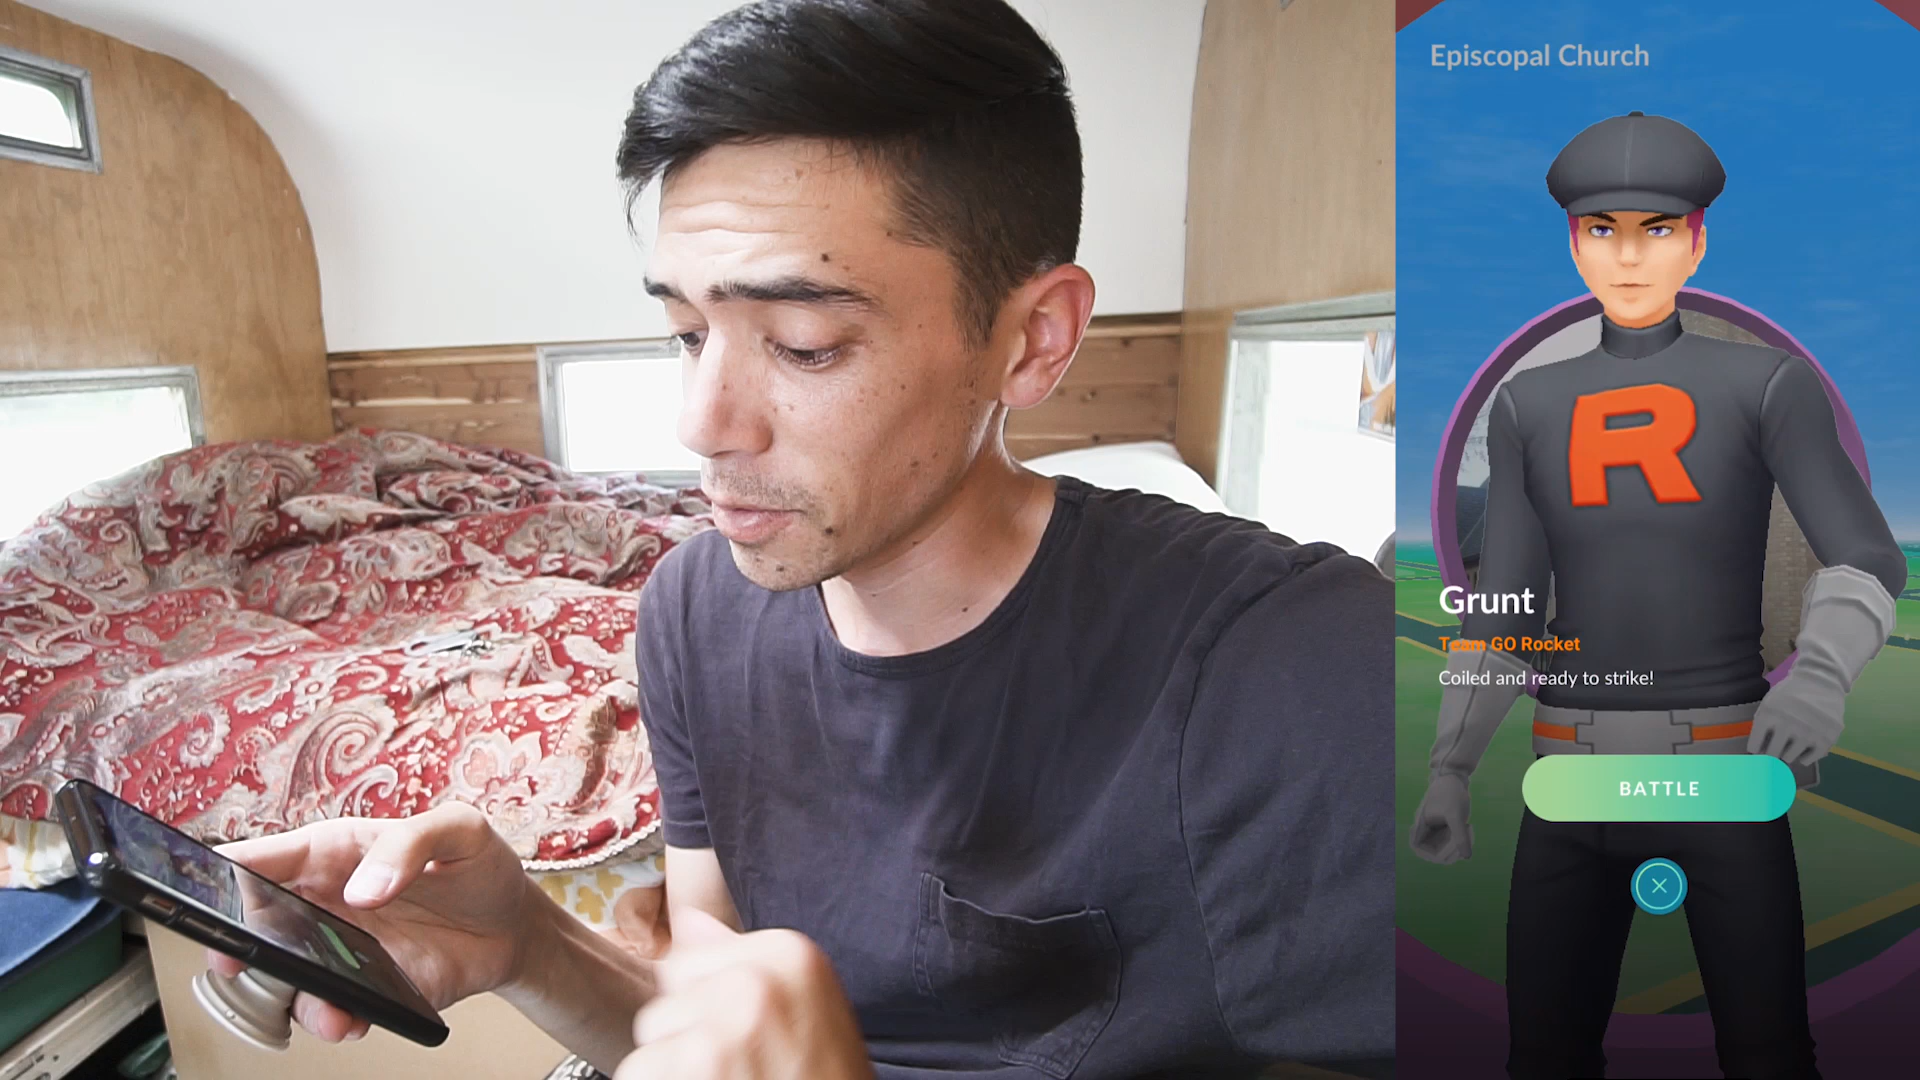 Episcopal Church
R
Grunt
Team GO Rocket
Coiled and ready to strike!
BATTLE